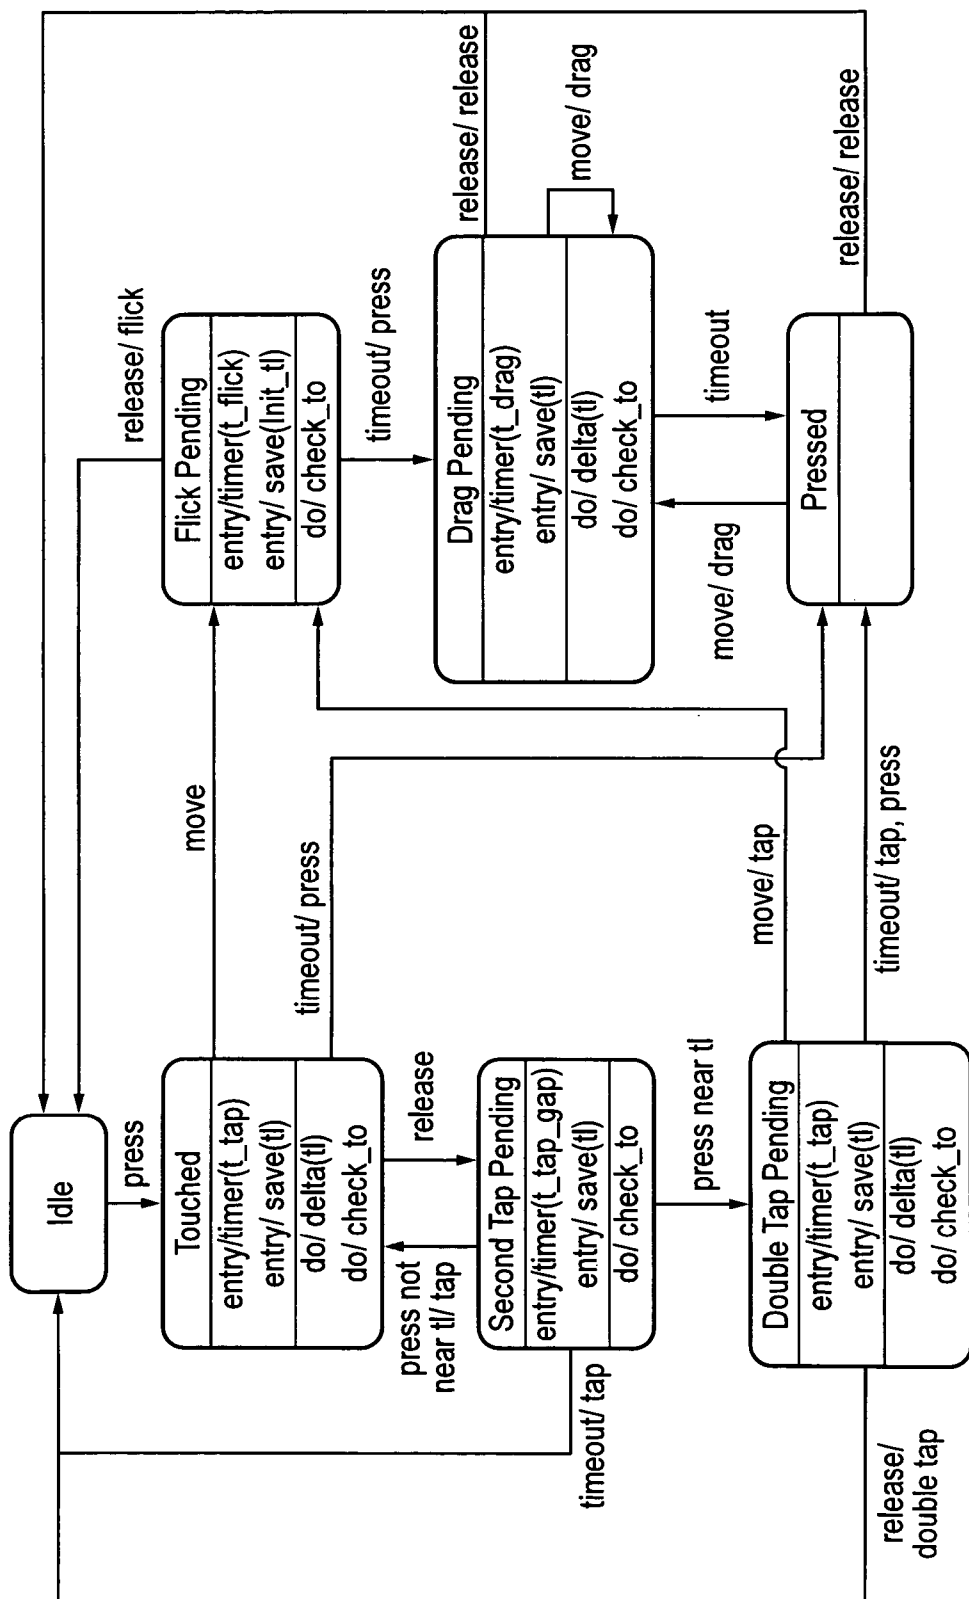 Idle
press
Touched
entry/timer(t_tap)
entry/ save(tl)
do/ delta(tl)
do/ check_to
move
timeout/ press
release
press not
near tl/ tap
Second Tap Pending
entry/timer(t_tap_gap)
entry/ save(tl)
do/ check_to
timeout/ tap
press near tl
Double Tap Pending
entry/timer(t_tap)
entry/ save(tl)
do/ delta(tl)
do/ check_to
release/
double tap
move/ tap
timeout/ tap, press
release/ flick
Flick Pending
entry/timer(t_flick)
entry/ save(Init_tl)
do/ check_to
timeout/ press
Drag Pending
entry/timer(t_drag)
entry/ save(tl)
do/ delta(tl)
do/ check_to
release/ release
move/ drag
move/ drag
timeout
Pressed
release/ release